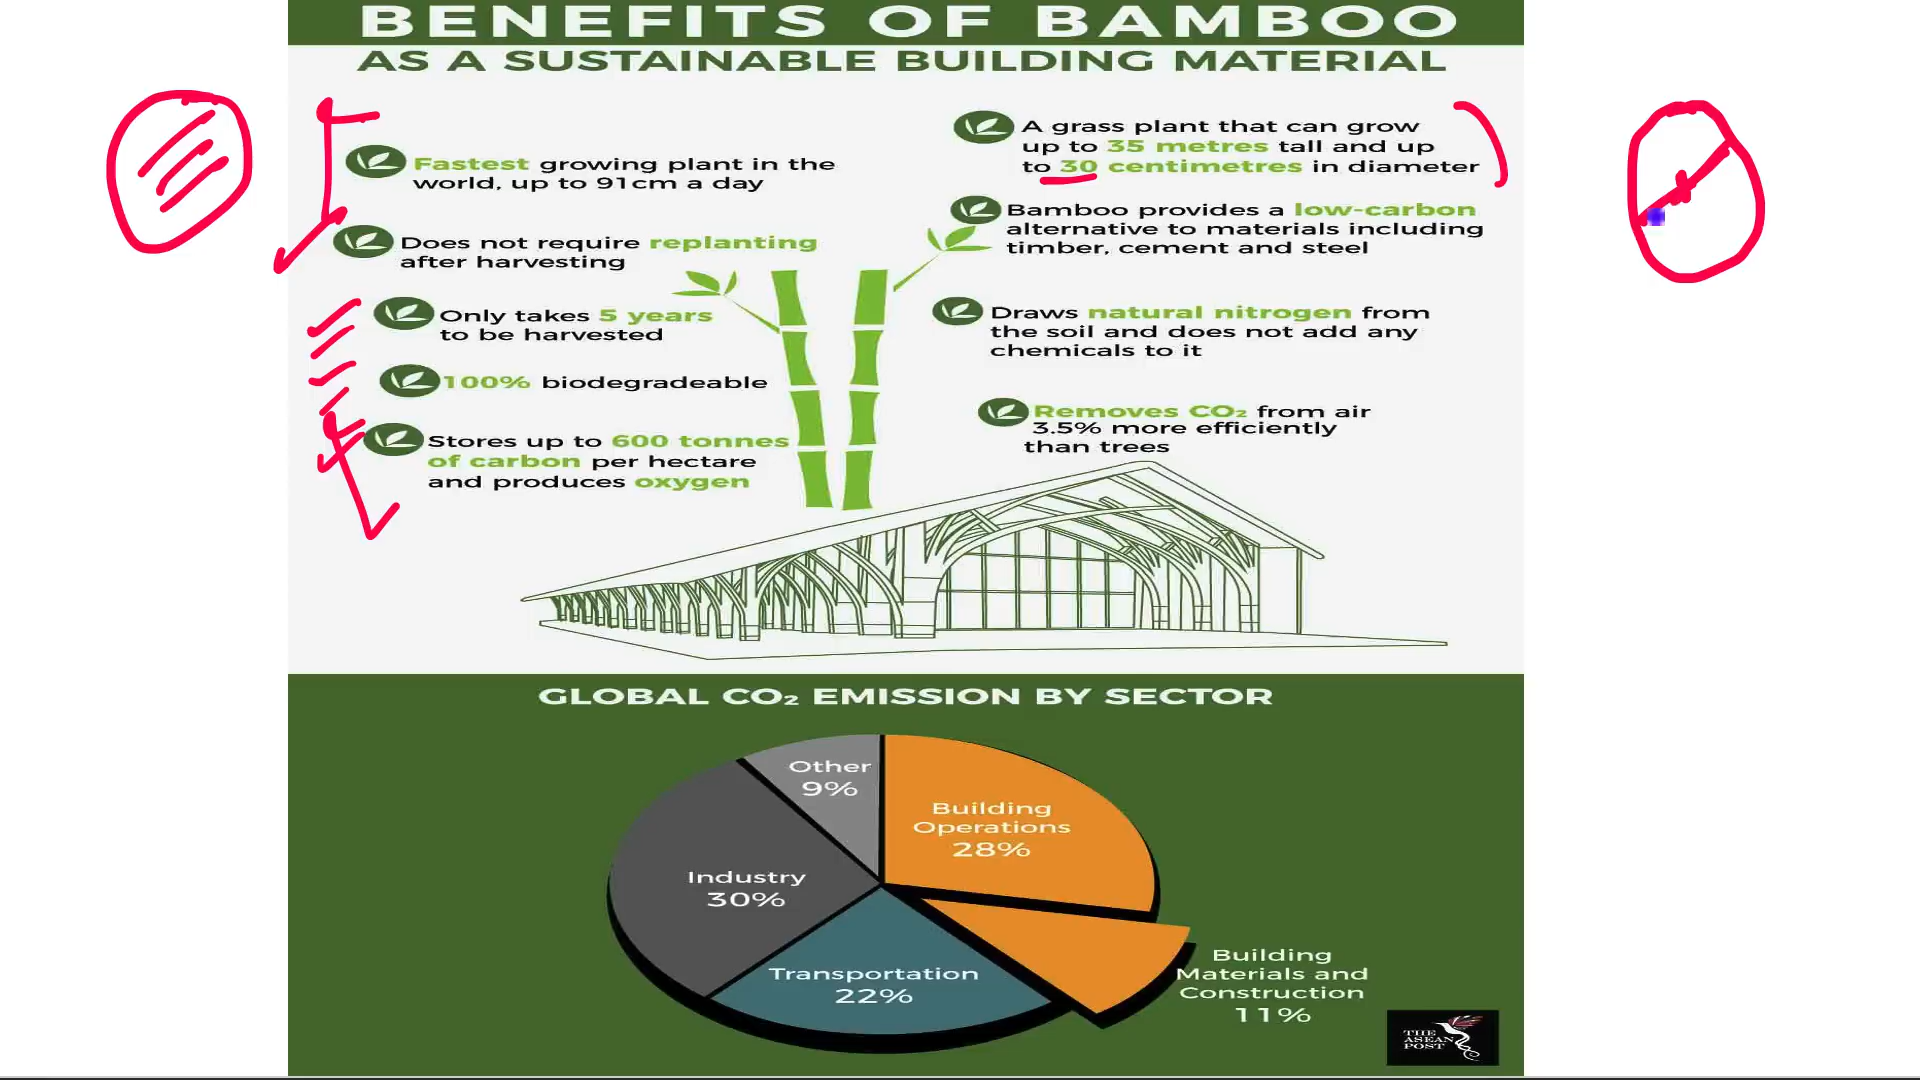 BENEFITS OF BAMBOO
AS A SUSTAINABLE BUILDING MATERIAL
Fastest growing plant in the
world, up to 91cm a day
Does not require replanting
after harvesting
Only takes 5 years
to be harvested
100% biodegradeable
Stores up to 600 tonnes
of carbon per hectare
and produces oxygen
A grass plant that can grow
up to 35 metres tall and up
to 30 centimetres in diameter
Bamboo provides a low-carbon
alternative to materials including
timber, cement and steel
Draws natural nitrogen from
the soil and does not add any
chemicals to it
Removes CO₂ from air
3.5% more efficiently
than trees
GLOBAL CO₂ EMISSION BY SECTOR
Other
9%
Building
Operations
28%
Industry
30%
Transportation
22%
Building
Materials and
Construction
11%
THE
ASEAN
POST